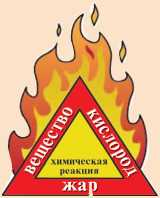 вещество
кислород
химическая
реакция
жар